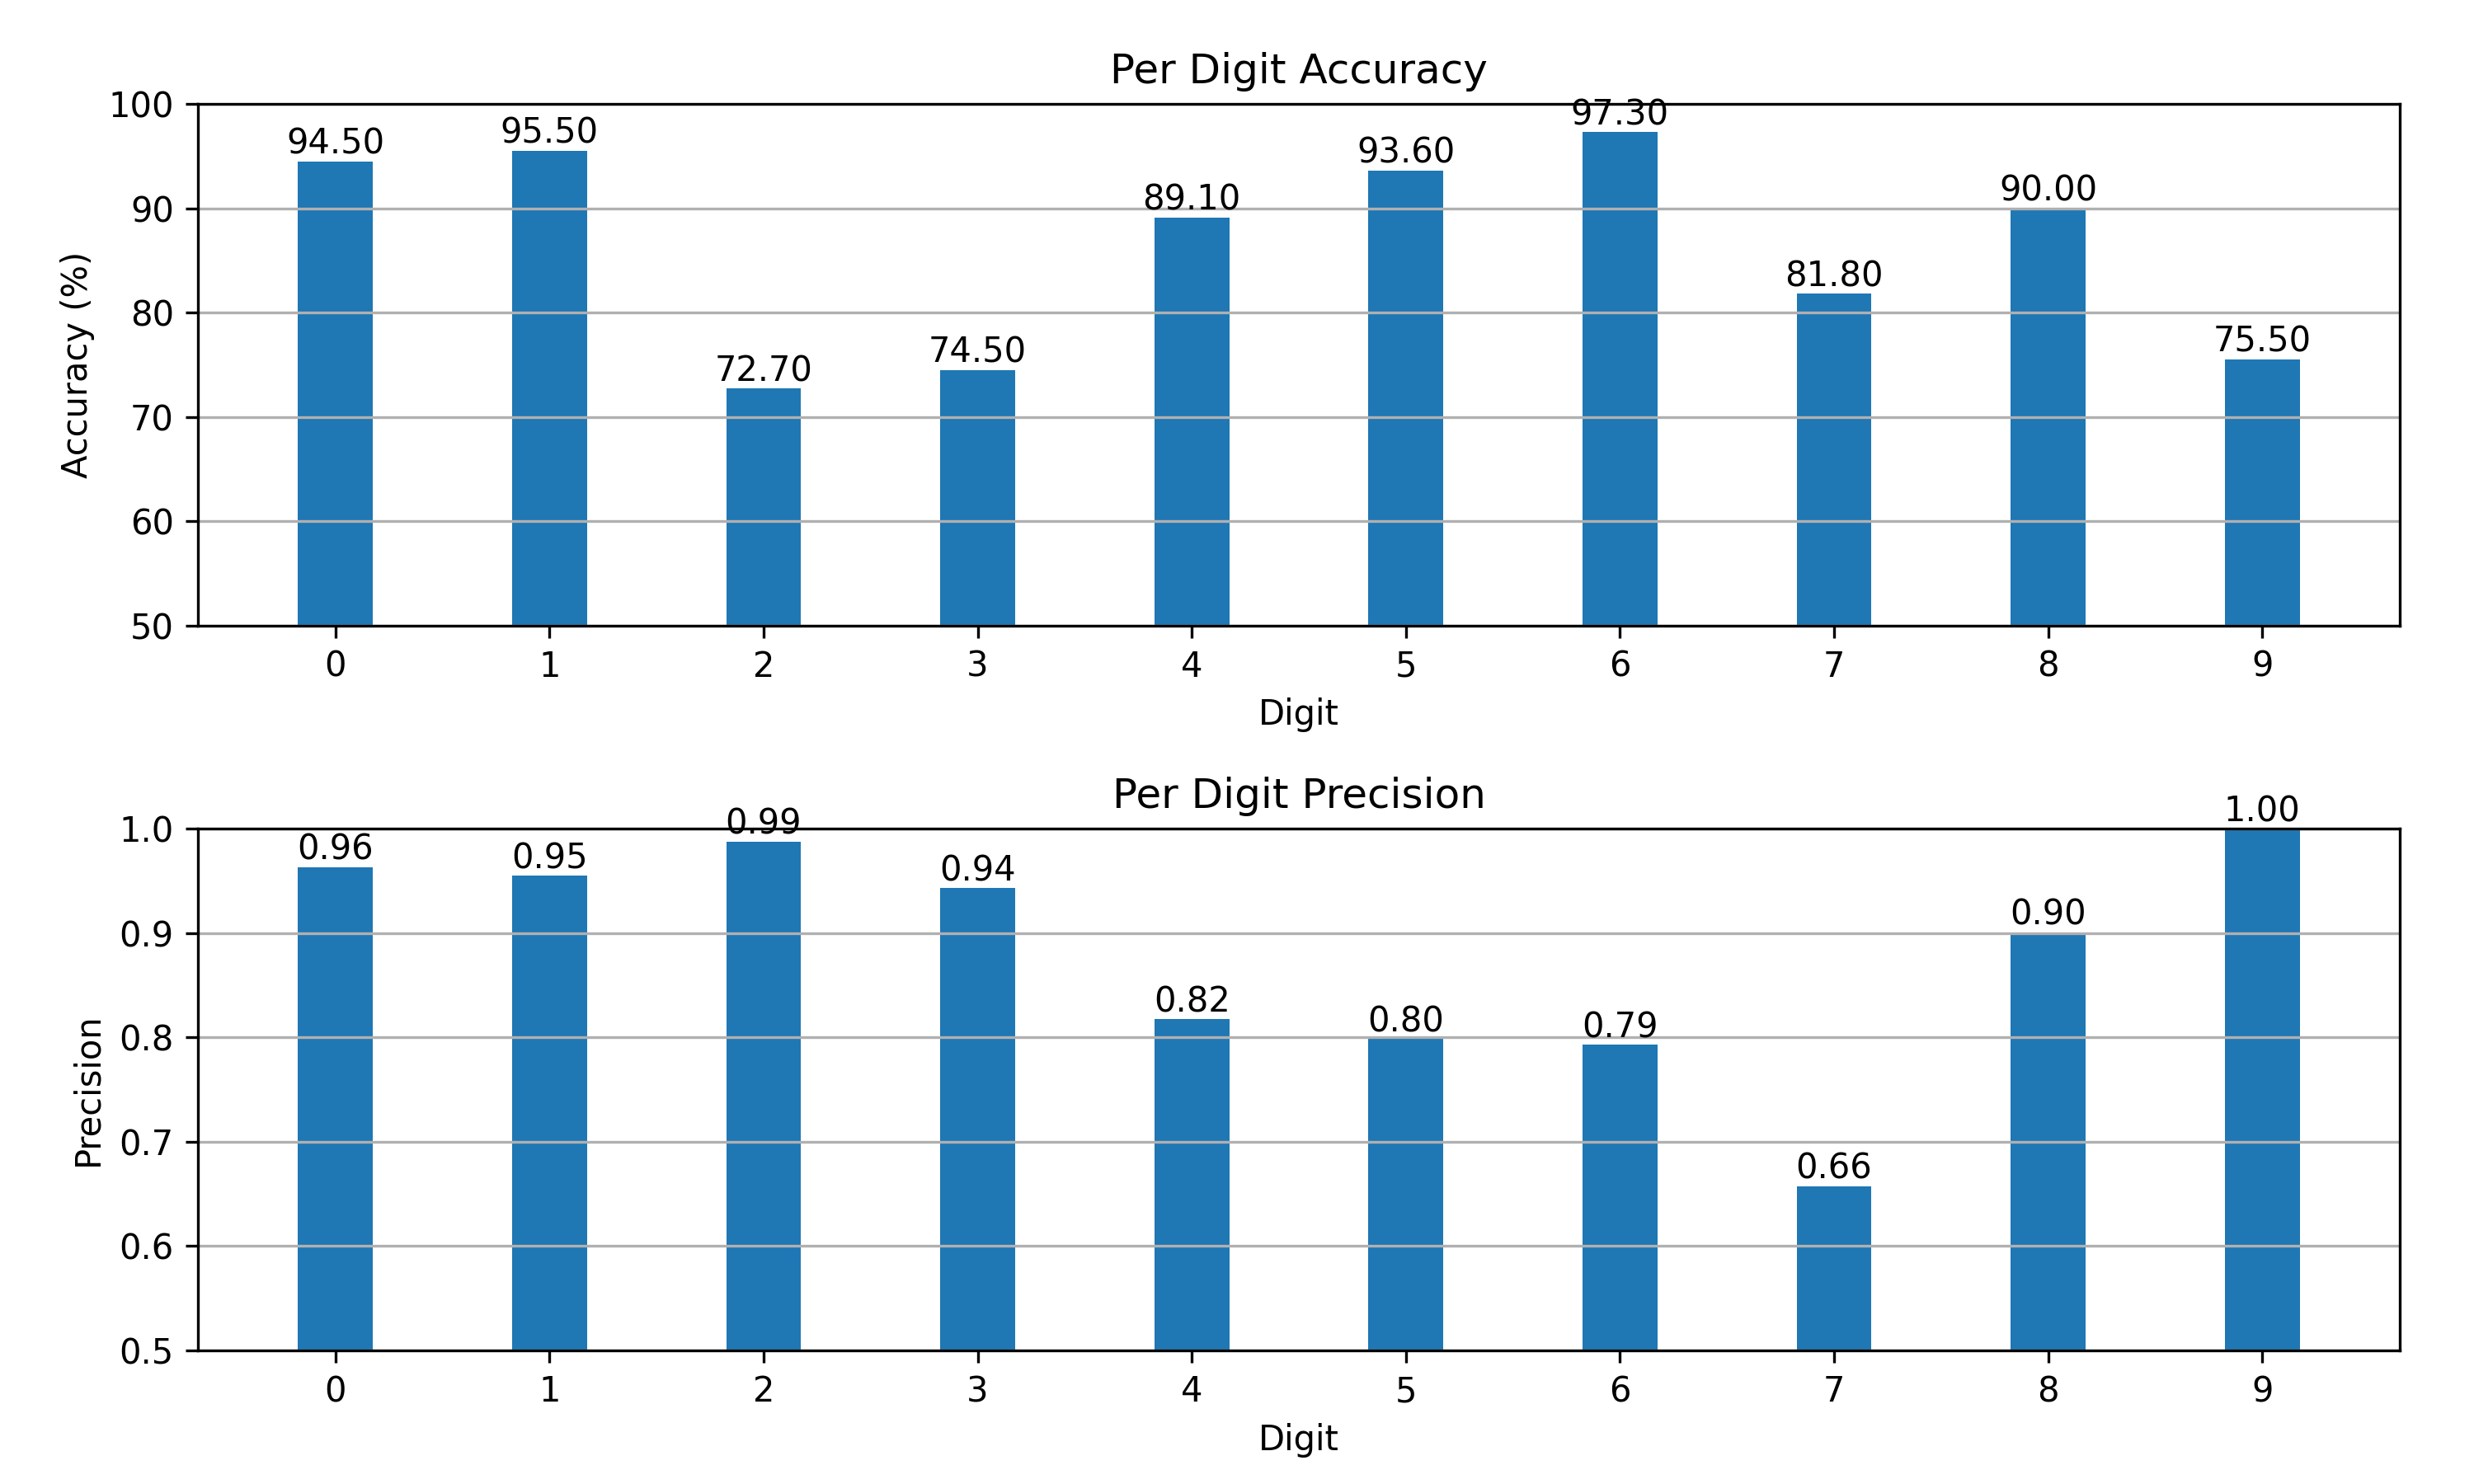 Per Digit Accuracy
100
90
80
70
60
50
Accuracy (%)
94.50 95.50 72.70 74.50 89.10 93.60 97.30 81.80 90.00 75.50
0 1 2 3 4 5 6 7 8 9
Digit
Per Digit Precision
1.0
0.9
0.8
0.7
0.6
0.5
Precision
0.96 0.95 0.99 0.94 0.82 0.80 0.79 0.66 0.90 1.00
0 1 2 3 4 5 6 7 8 9
Digit